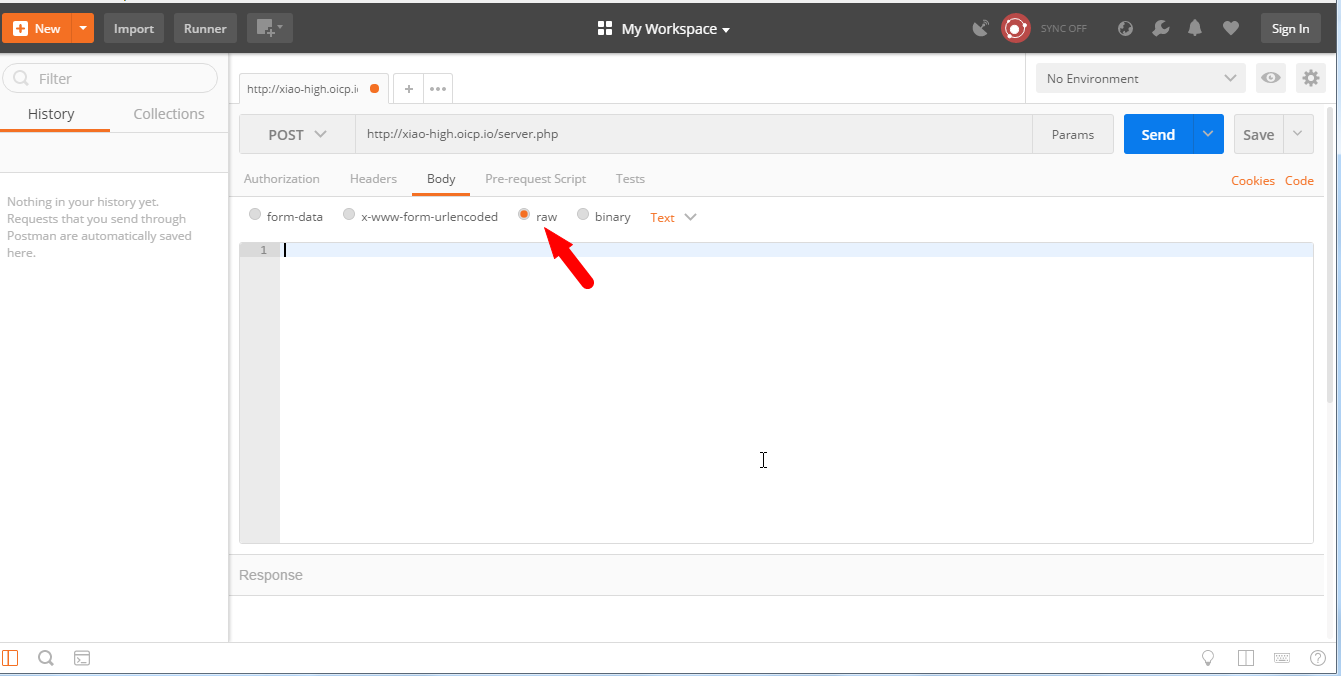 New Import Runner My Workspace SYNC OFF Sign In
Filter
History Collections
Nothing in your history yet.
Requests that you send through
Postman are automatically saved
here.
http://xiao-high.oicp.i + ••• No Environment
POST http://xiao-high.oicp.io/server.php Params Send Save
Authorization Headers Body Pre-request Script Tests Cookies Code
form-data x-www-form-urlencoded raw binary Text
1
Response